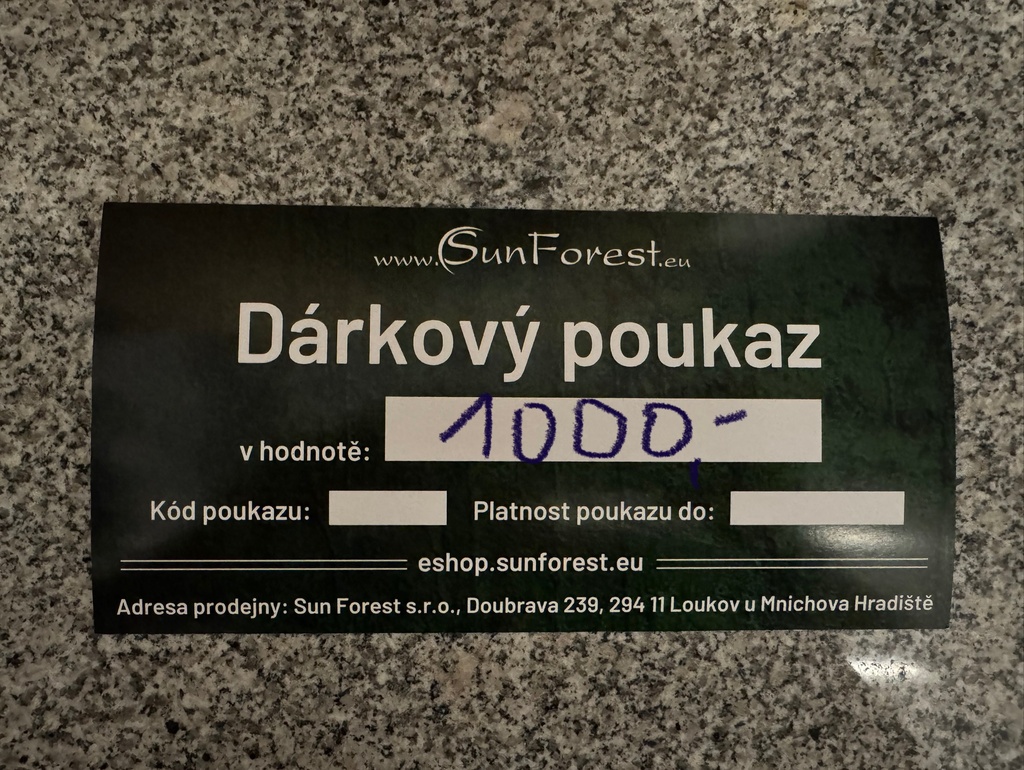 www.SunForest.eu
Dárkový poukaz
v hodnotě: 1000,-
Kód poukazu: Platnost poukazu do:
eshop.sunforest.eu
Adresa prodejny: Sun Forest s.r.o., Doubrava 239, 294 11 Loukov u Mnichova Hradiště